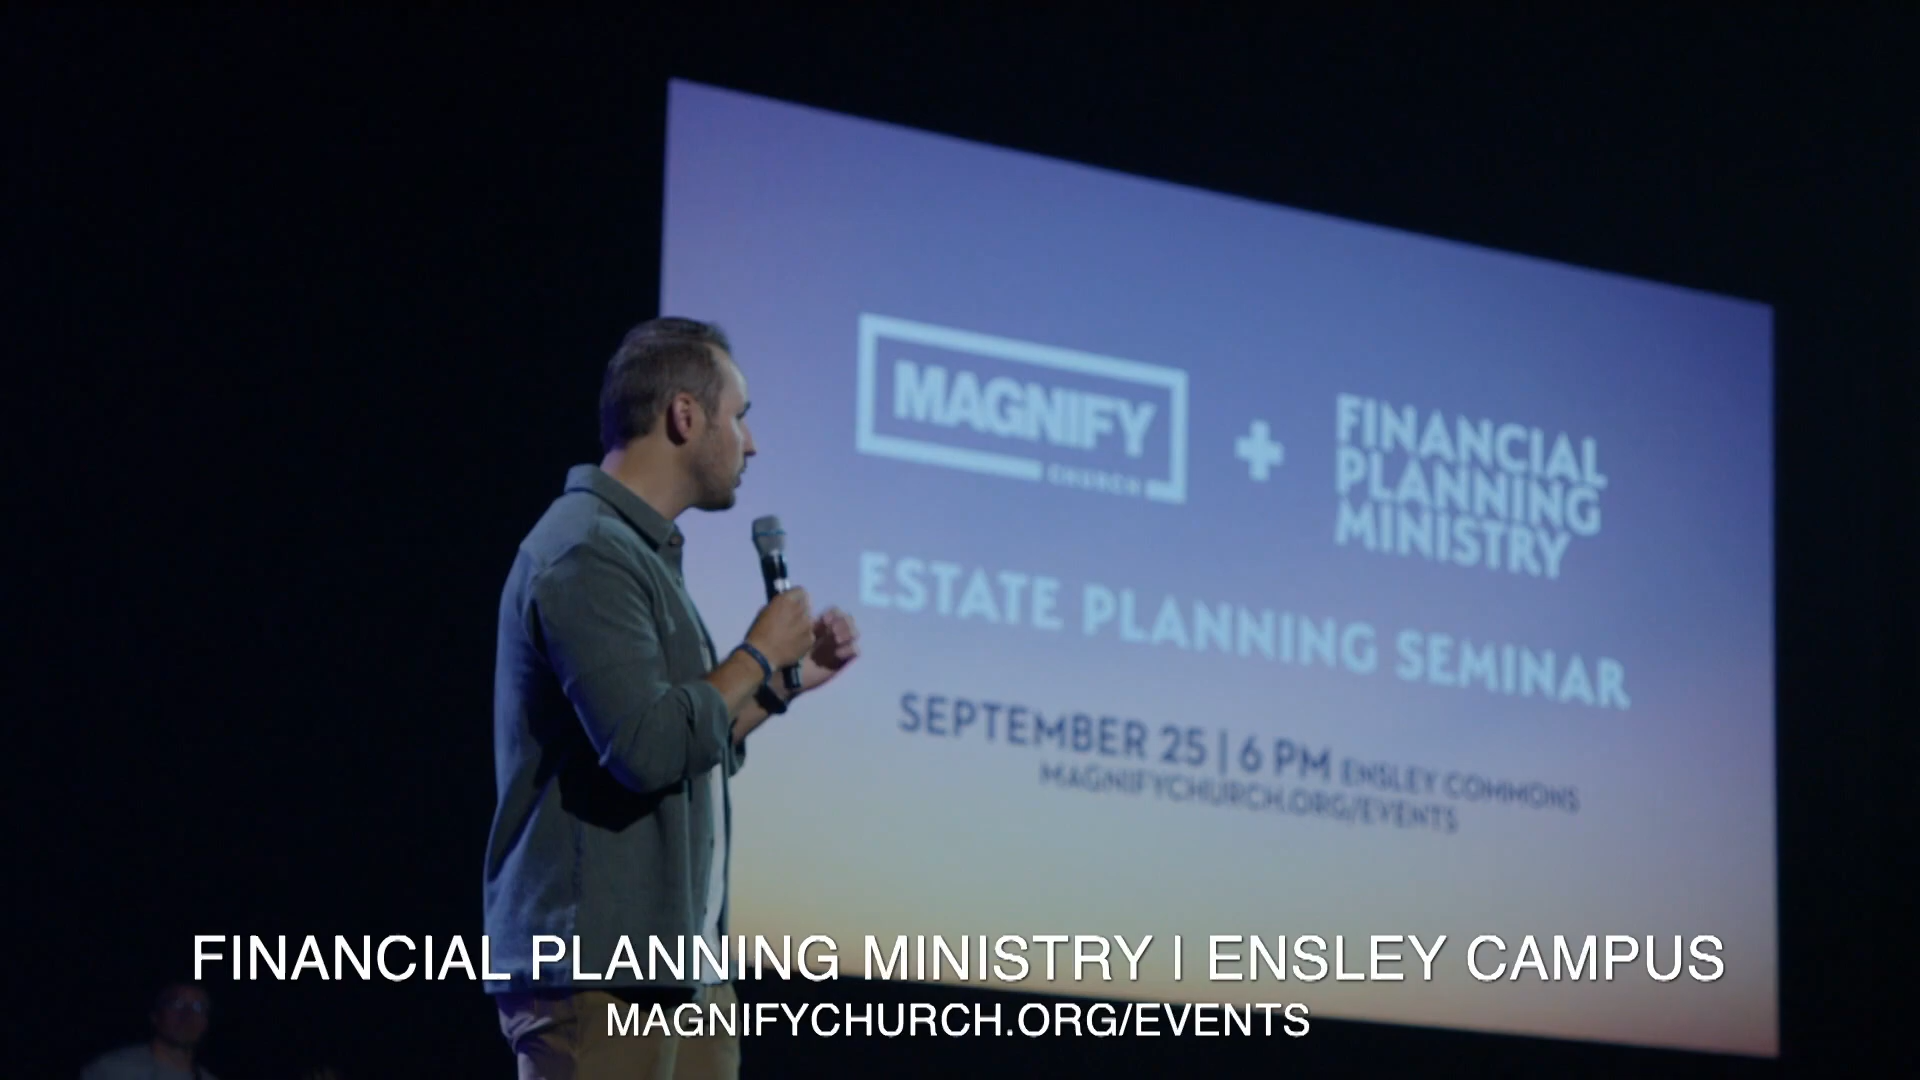 MAGNIFY
CHURCH
+
FINANCIAL
PLANNING
MINISTRY
ESTATE PLANNING SEMINAR
SEPTEMBER 25 | 6 PM ENSLEY COMMONS
MAGNIFYCHURCH.ORG/EVENTS
FINANCIAL PLANNING MINISTRY | ENSLEY CAMPUS
MAGNIFYCHURCH.ORG/EVENTS